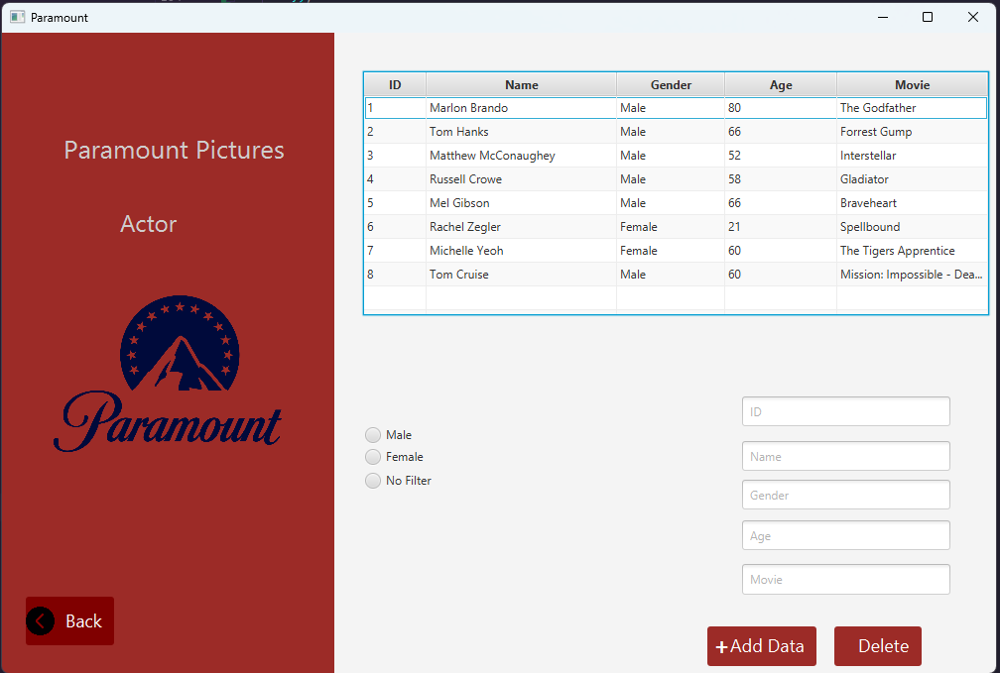 Paramount
Paramount Pictures
Actor
Paramount
Back
ID Name Gender Age Movie
1 Marlon Brando Male 80 The Godfather
2 Tom Hanks Male 66 Forrest Gump
3 Matthew McConaughey Male 52 Interstellar
4 Russell Crowe Male 58 Gladiator
5 Mel Gibson Male 66 Braveheart
6 Rachel Zegler Female 21 Spellbound
7 Michelle Yeoh Female 60 The Tigers Apprentice
8 Tom Cruise Male 60 Mission: Impossible - Dea...
Male
Female
No Filter
ID
Name
Gender
Age
Movie
+Add Data
Delete